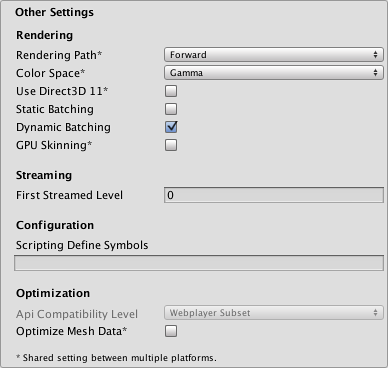 Other Settings
Rendering
Rendering Path* Forward
Color Space* Gamma
Use Direct3D 11*
Static Batching
Dynamic Batching
GPU Skinning*
Streaming
First Streamed Level 0
Configuration
Scripting Define Symbols
Optimization
Api Compatibility Level Webplayer Subset
Optimize Mesh Data*
* Shared setting between multiple platforms.